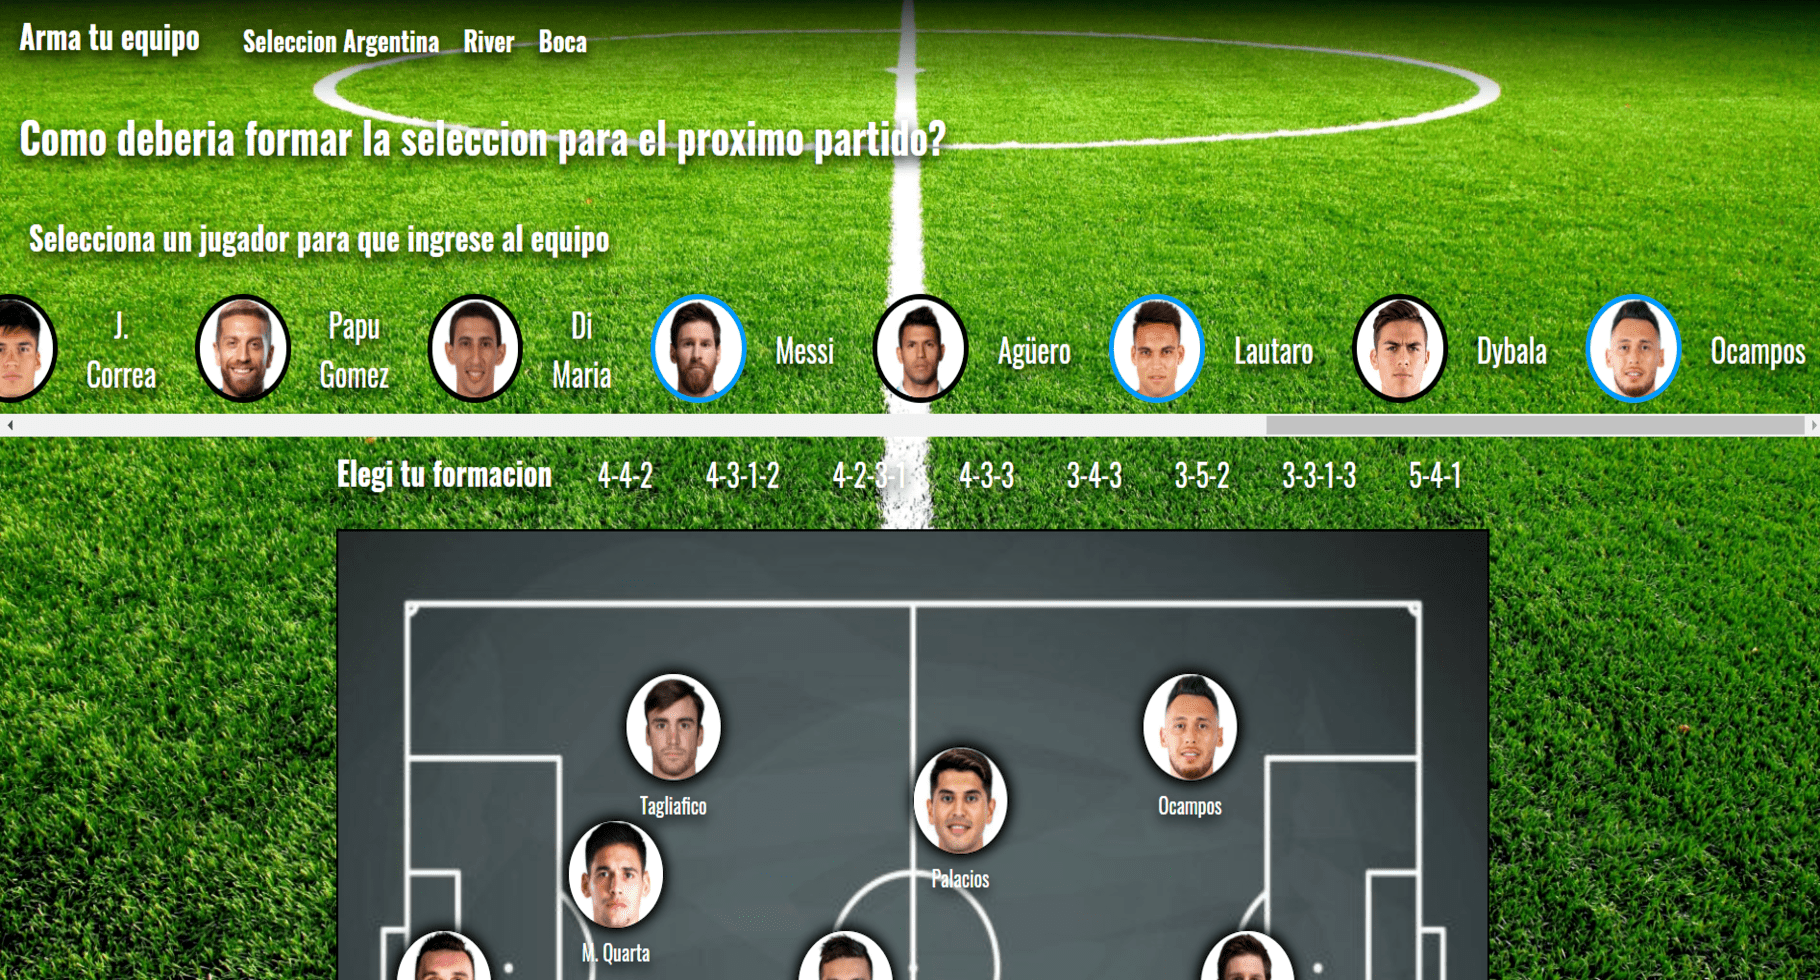 Arma tu equipo Seleccion Argentina River Boca
Como deberia formar la seleccion para el proximo partido?
Selecciona un jugador para que ingrese al equipo
J. Correa
Papu Gomez
Di Maria
Messi
Agüero
Lautaro
Dybala
Ocampos
Elegi tu formacion 4-4-2 4-3-1-2 4-2-3-1 4-3-3 3-4-3 3-5-2 3-3-1-3 5-4-1
Tagliafico
Ocampos
Palacios
M. Quarta